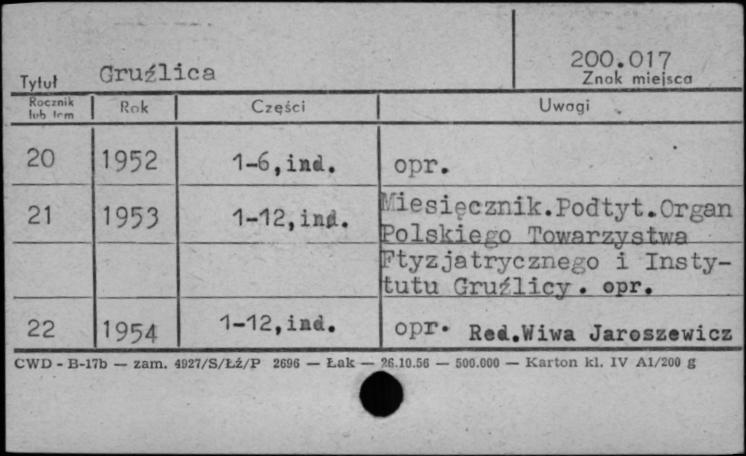 Tytuł Gruźlica 200.017
Znak miejsca
Rocznik lub tom Rok Części Uwagi
20 1952 1-6,ind. opr.
21 1953 1-12,ind. Miesięcznik.Podtyt.Organ
Polskiego Towarzystwa
Ftyzjatrycznego i Insty-
tutu Gruźlicy. opr.
22 1954 1-12,ind. opr. Red.Wiwa Jaroszewicz
CWD - B-17b — zam. 4927/S/Łź/P 2696 — Łak — 26.10.56 — 500.000 — Karton kl. IV A1/200 g